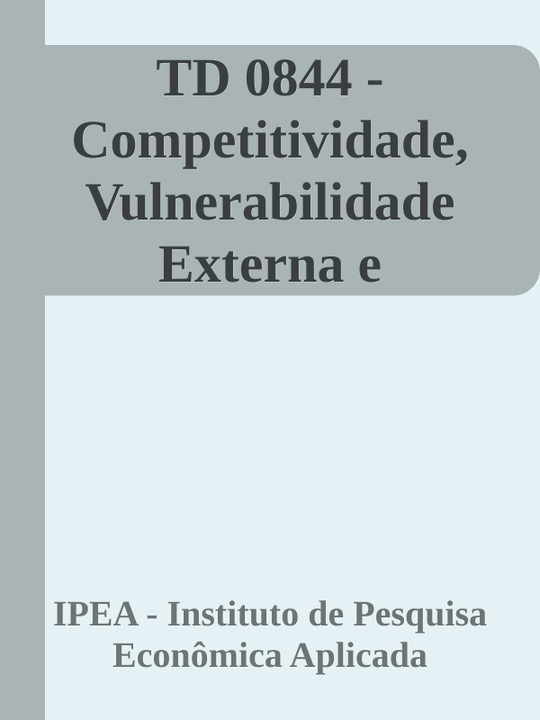 TD 0844 -
Competitividade,
Vulnerabilidade
Externa e
IPEA - Instituto de Pesquisa
Econômica Aplicada